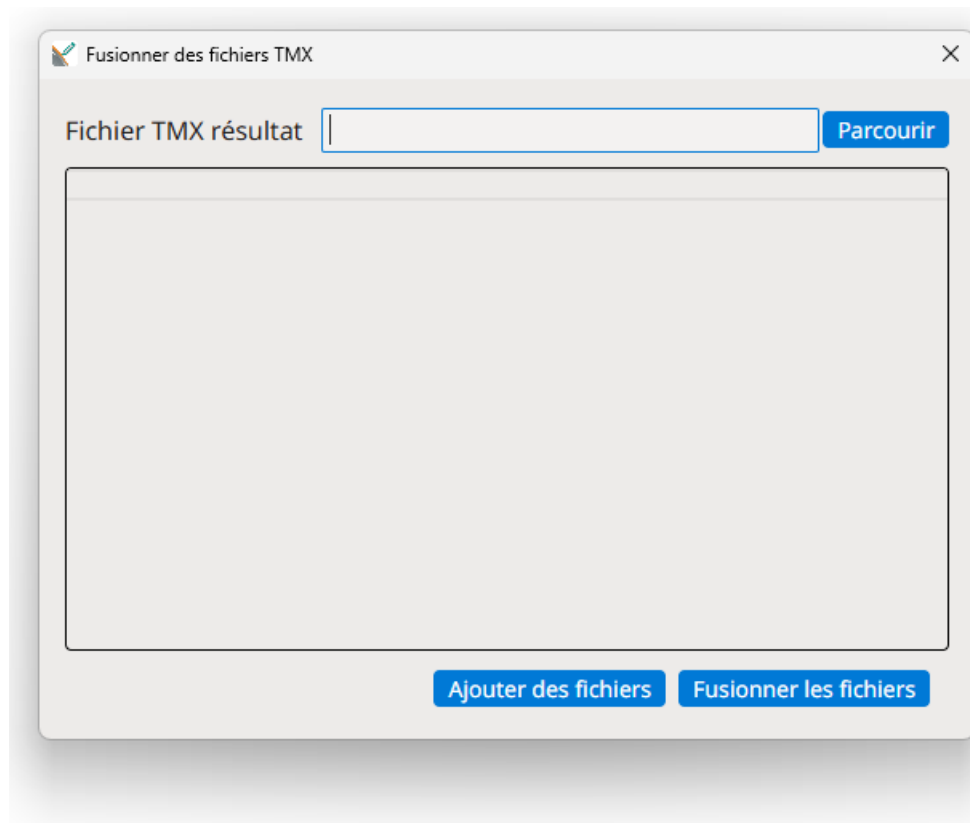 Fusionner des fichiers TMX
Fichier TMX résultat Parcourir
Ajouter des fichiers Fusionner les fichiers